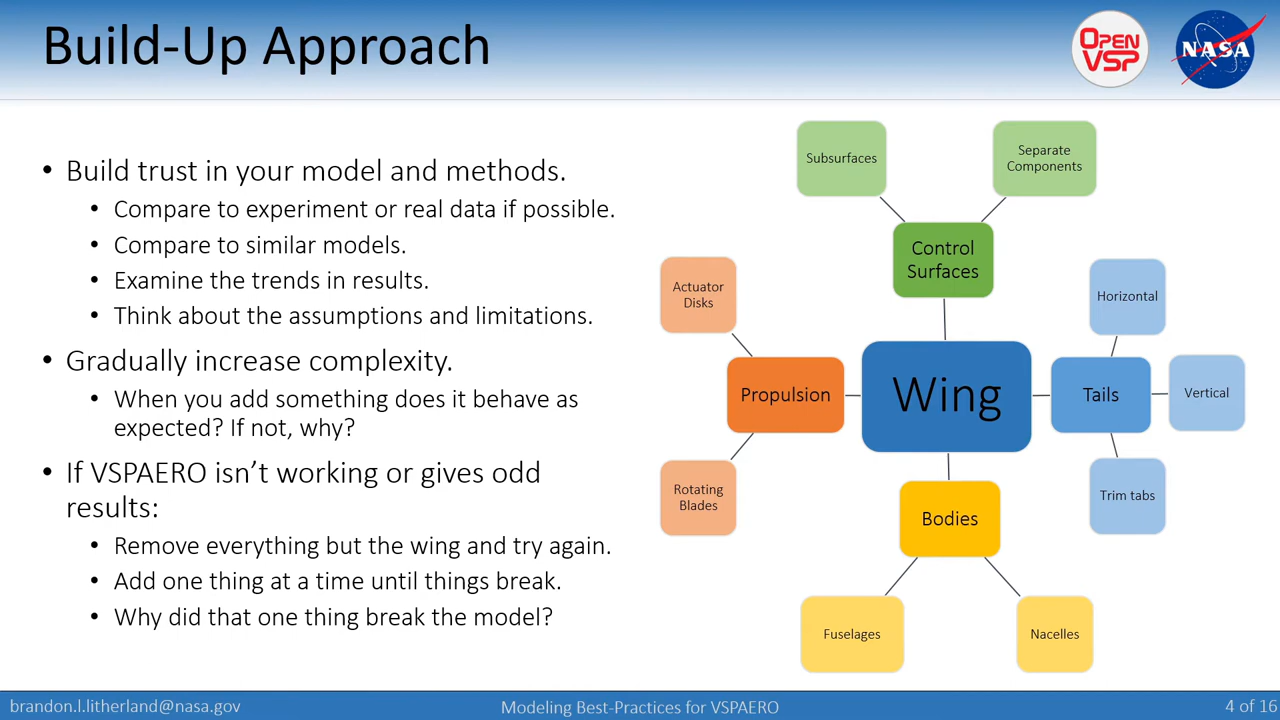 Build-Up Approach
OPEN
VSP
NASA
• Build trust in your model and methods.
• Compare to experiment or real data if possible.
• Compare to similar models.
• Examine the trends in results.
• Think about the assumptions and limitations.
• Gradually increase complexity.
• When you add something does it behave as
expected? If not, why?
• If VSPAERO isn’t working or gives odd
results:
• Remove everything but the wing and try again.
• Add one thing at a time until things break.
• Why did that one thing break the model?
Subsurfaces
Separate
Components
Control
Surfaces
Actuator
Disks
Horizontal
Propulsion
Wing
Tails
Vertical
Rotating
Blades
Trim tabs
Bodies
Fuselages
Nacelles
brandon.l.litherland@nasa.gov
Modeling Best-Practices for VSPAERO
4 of 16